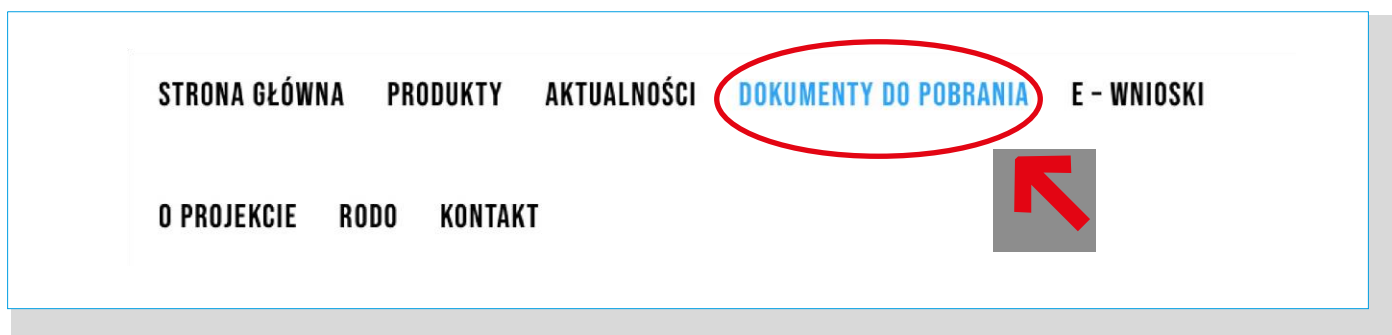 STRONA GŁÓWNA PRODUKTY AKTUALNOŚCI DOKUMENTY DO POBRANIA E - WNIOSKI
O PROJEKCIE RODO KONTAKT